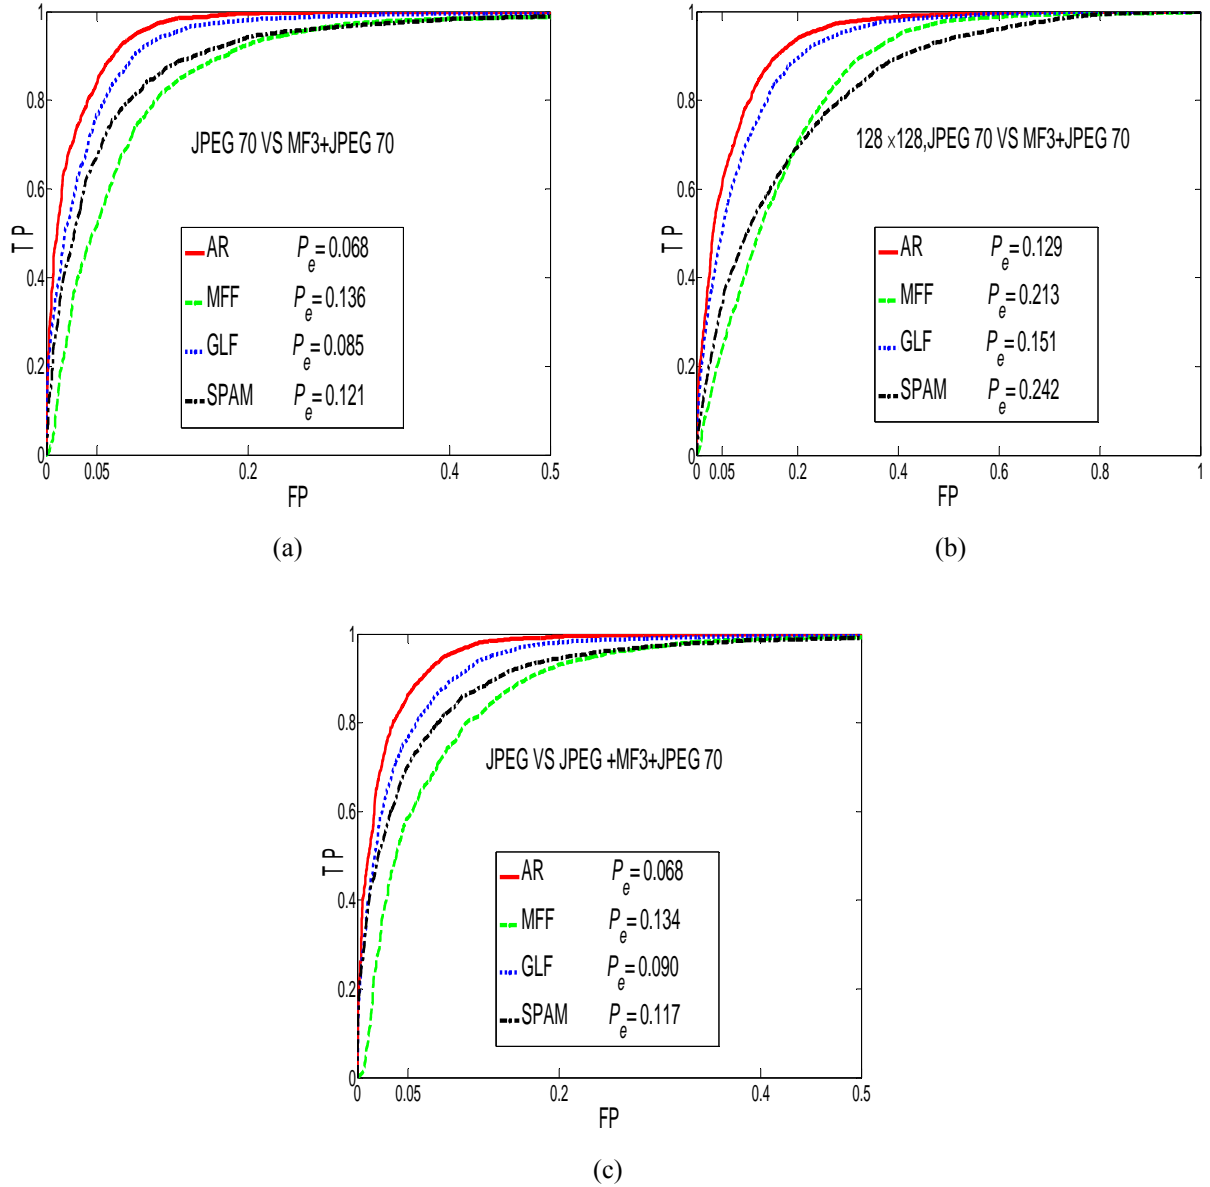 1
0.8
0.6
0.4
0.2
0
T P
JPEG 70 VS MF3+JPEG 70
AR P_e=0.068
MFF P_e=0.136
GLF P_e=0.085
SPAM P_e=0.121
0 0.05 0.2 0.4 0.5
FP
(a)
1
0.8
0.6
0.4
0.2
0
T P
128 ×128,JPEG 70 VS MF3+JPEG 70
AR P_e=0.129
MFF P_e=0.213
GLF P_e=0.151
SPAM P_e=0.242
0 0.05 0.2 0.4 0.6 0.8 1
FP
(b)
1
0.8
0.6
0.4
0.2
0
T P
JPEG VS JPEG +MF3+JPEG 70
AR P_e=0.068
MFF P_e=0.134
GLF P_e=0.090
SPAM P_e=0.117
0 0.05 0.2 0.4 0.5
FP
(c)